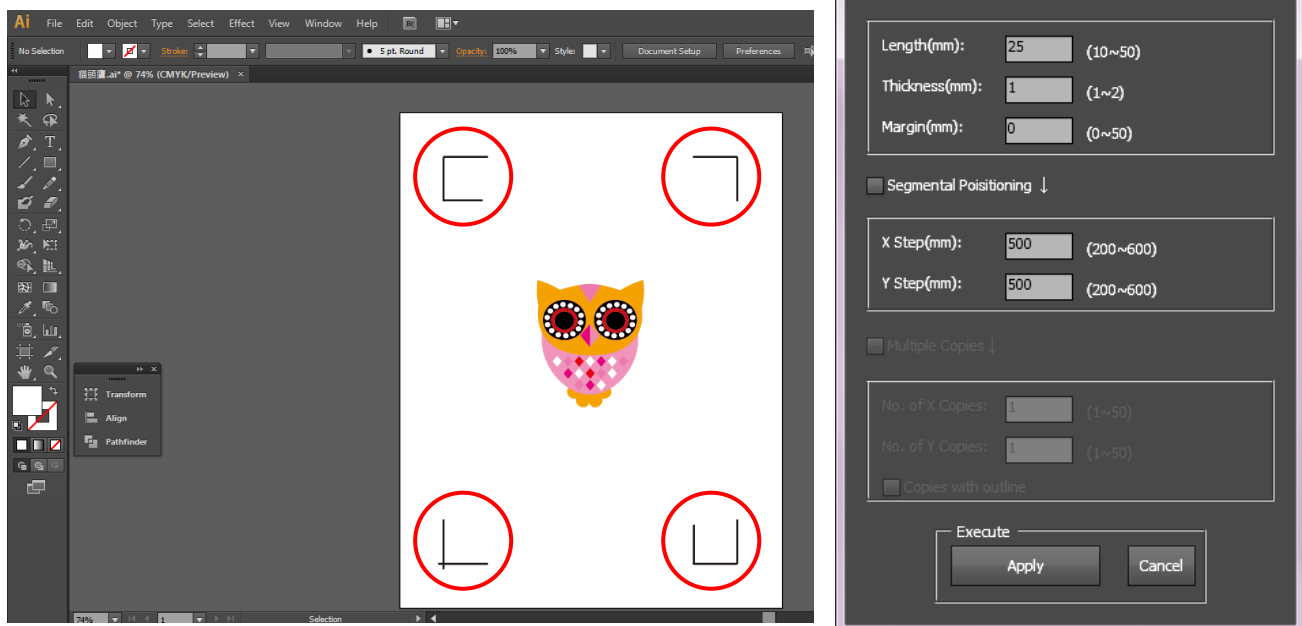 Ai File Edit Object Type Select Effect View Window Help Br
No Selection Stroke: 5 pt. Round Opacity: 100% Style: Document Setup Preferences
貓頭鷹.ai* @ 74% (CMYK/Preview) ×
Transform
Align
Pathfinder
74% 1 Selection
Length(mm): 25 (10~50)
Thickness(mm): 1 (1~2)
Margin(mm): 0 (0~50)
Segmental Poisitioning ↓
X Step(mm): 500 (200~600)
Y Step(mm): 500 (200~600)
Multiple Copies ↓
No. of X Copies: 1 (1~50)
No. of Y Copies: 1 (1~50)
Copies with outline
Execute
Apply Cancel